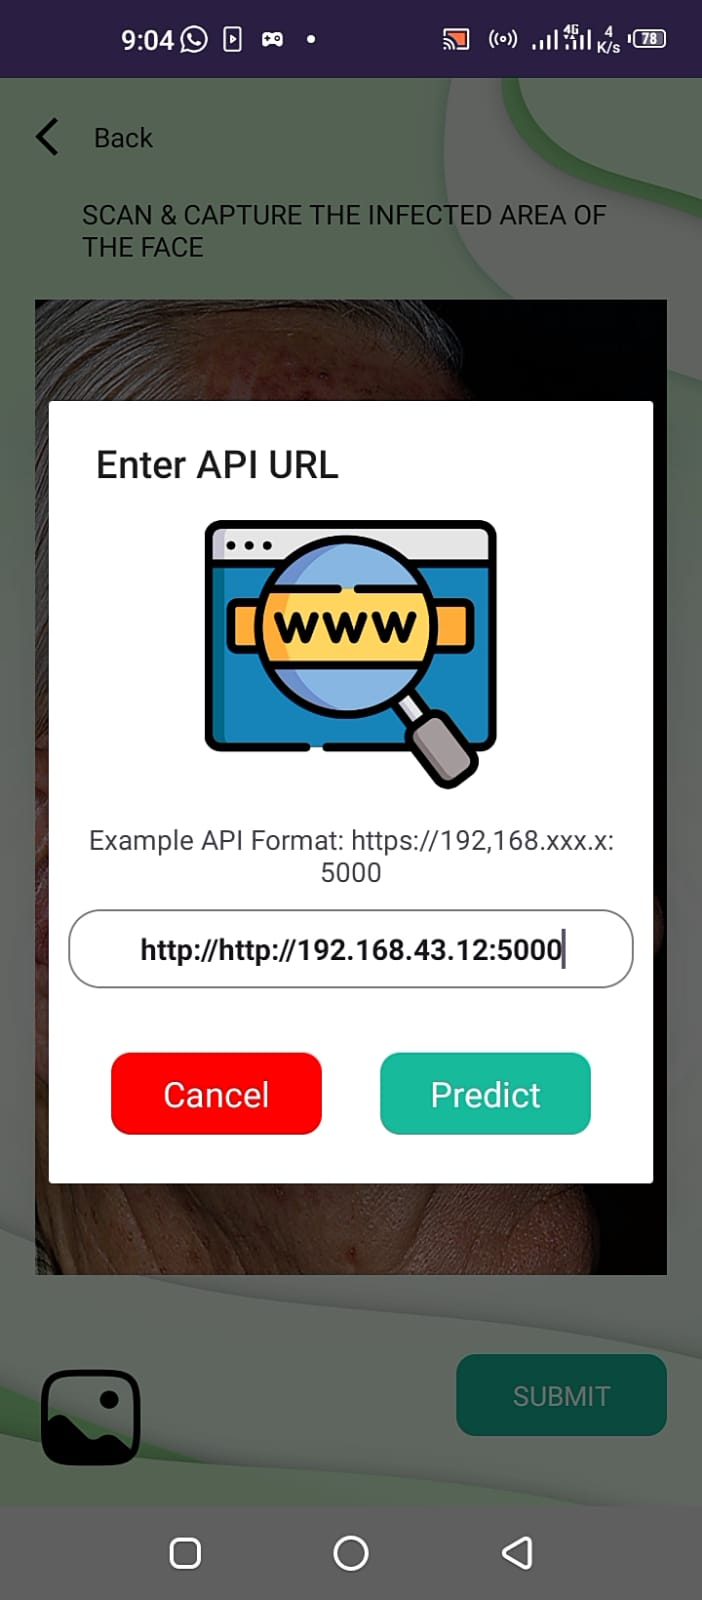 9:04
4G
4
K/s
78
Back
SCAN & CAPTURE THE INFECTED AREA OF
THE FACE
Enter API URL
WWW
Example API Format: https://192,168.xxx.x:
5000
http://http://192.168.43.12:5000
Cancel
Predict
SUBMIT